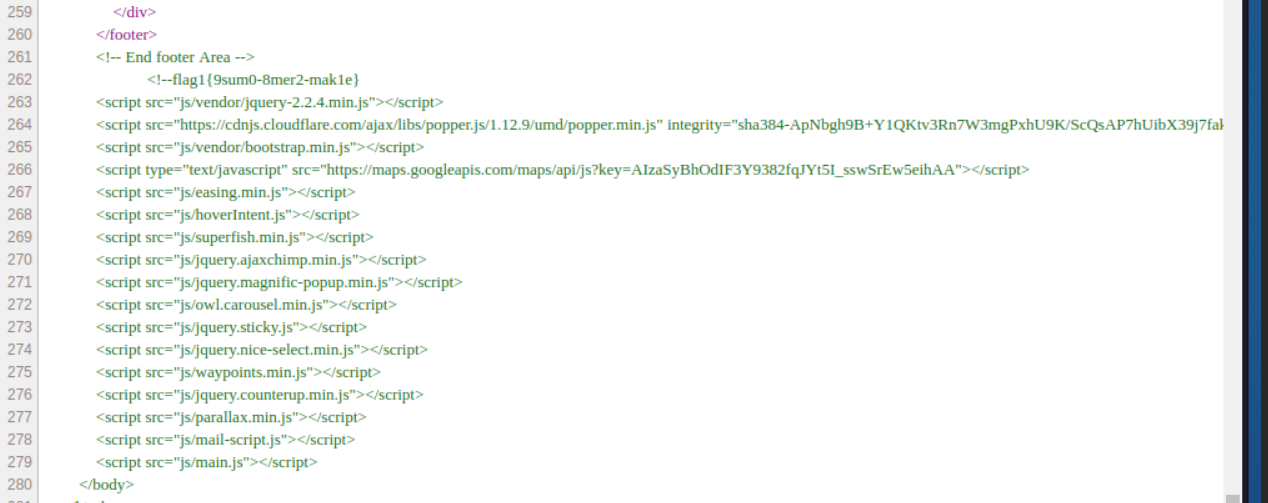 259 </div>
260 </footer>
261 <!-- End footer Area -->
262 <!--flag1{9sum0-8mer2-mak1e}
263 <script src="js/vendor/jquery-2.2.4.min.js"></script>
264 <script src="https://cdnjs.cloudflare.com/ajax/libs/popper.js/1.12.9/umd/popper.min.js" integrity="sha384-ApNbgh9B+Y1QKtv3Rn7W3mgPxhU9K/ScQsAP7hUibX39j7fak
265 <script src="js/vendor/bootstrap.min.js"></script>
266 <script type="text/javascript" src="https://maps.googleapis.com/maps/api/js?key=AIzaSyBhOdIF3Y9382fqJYt5I_sswSrEw5eihAA"></script>
267 <script src="js/easing.min.js"></script>
268 <script src="js/hoverIntent.js"></script>
269 <script src="js/superfish.min.js"></script>
270 <script src="js/jquery.ajaxchimp.min.js"></script>
271 <script src="js/jquery.magnific-popup.min.js"></script>
272 <script src="js/owl.carousel.min.js"></script>
273 <script src="js/jquery.sticky.js"></script>
274 <script src="js/jquery.nice-select.min.js"></script>
275 <script src="js/waypoints.min.js"></script>
276 <script src="js/jquery.counterup.min.js"></script>
277 <script src="js/parallax.min.js"></script>
278 <script src="js/mail-script.js"></script>
279 <script src="js/main.js"></script>
280 </body>